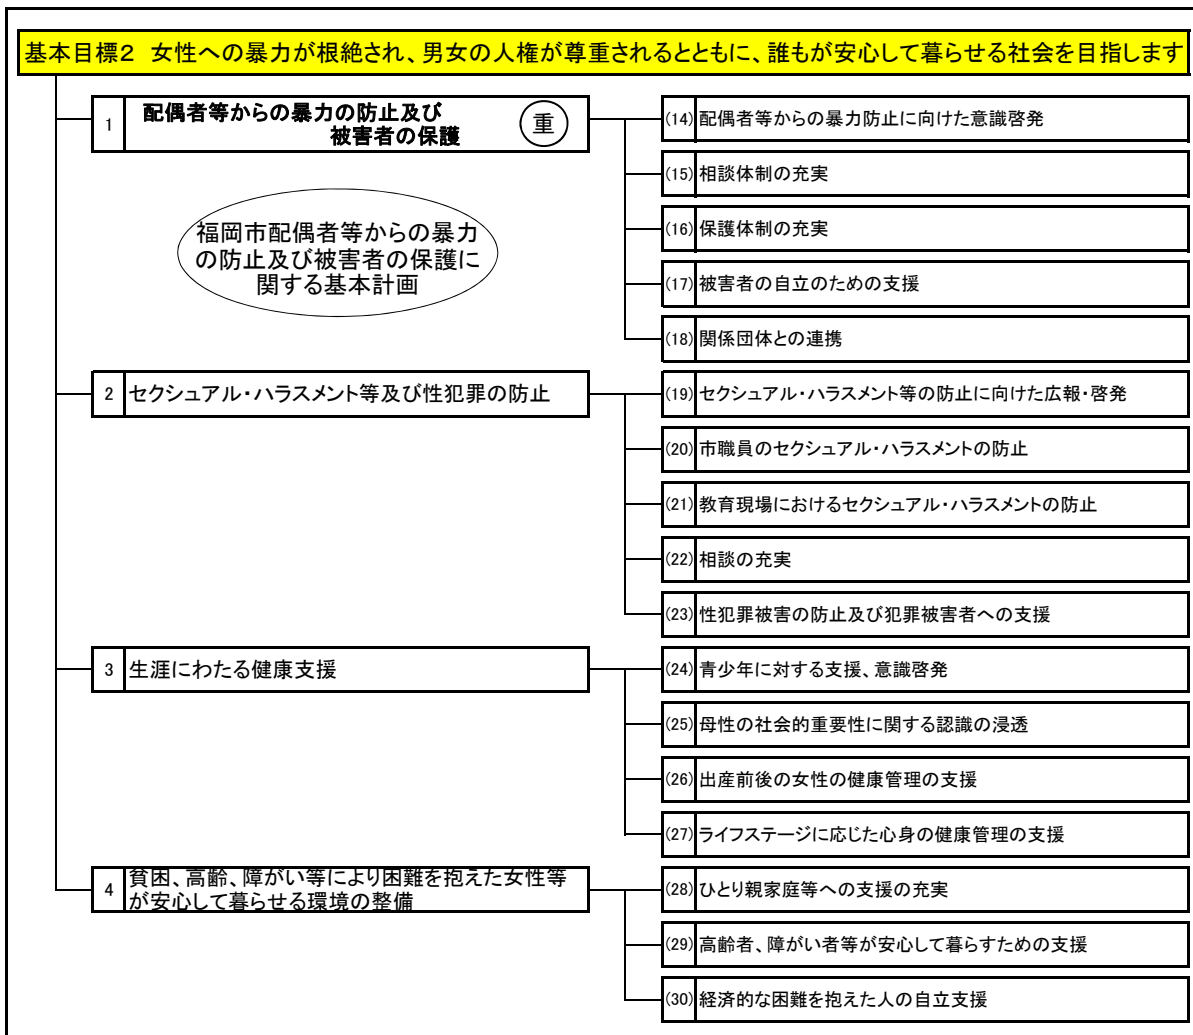 基本目標2 女性への暴力が根絶され、男女の人権が尊重されるとともに、誰もが安心して暮らせる社会を目指します
1 配偶者等からの暴力の防止及び
被害者の保護 重
福岡市配偶者等からの暴力
の防止及び被害者の保護に
関する基本計画
(14) 配偶者等からの暴力防止に向けた意識啓発
(15) 相談体制の充実
(16) 保護体制の充実
(17) 被害者の自立のための支援
(18) 関係団体との連携
2 セクシュアル・ハラスメント等及び性犯罪の防止
(19) セクシュアル・ハラスメント等の防止に向けた広報・啓発
(20) 市職員のセクシュアル・ハラスメントの防止
(21) 教育現場におけるセクシュアル・ハラスメントの防止
(22) 相談の充実
(23) 性犯罪被害の防止及び犯罪被害者への支援
3 生涯にわたる健康支援
(24) 青少年に対する支援、意識啓発
(25) 母性の社会的重要性に関する認識の浸透
(26) 出産前後の女性の健康管理の支援
(27) ライフステージに応じた心身の健康管理の支援
4 貧困、高齢、障がい等により困難を抱えた女性等
が安心して暮らせる環境の整備
(28) ひとり親家庭等への支援の充実
(29) 高齢者、障がい者等が安心して暮らすための支援
(30) 経済的な困難を抱えた人の自立支援